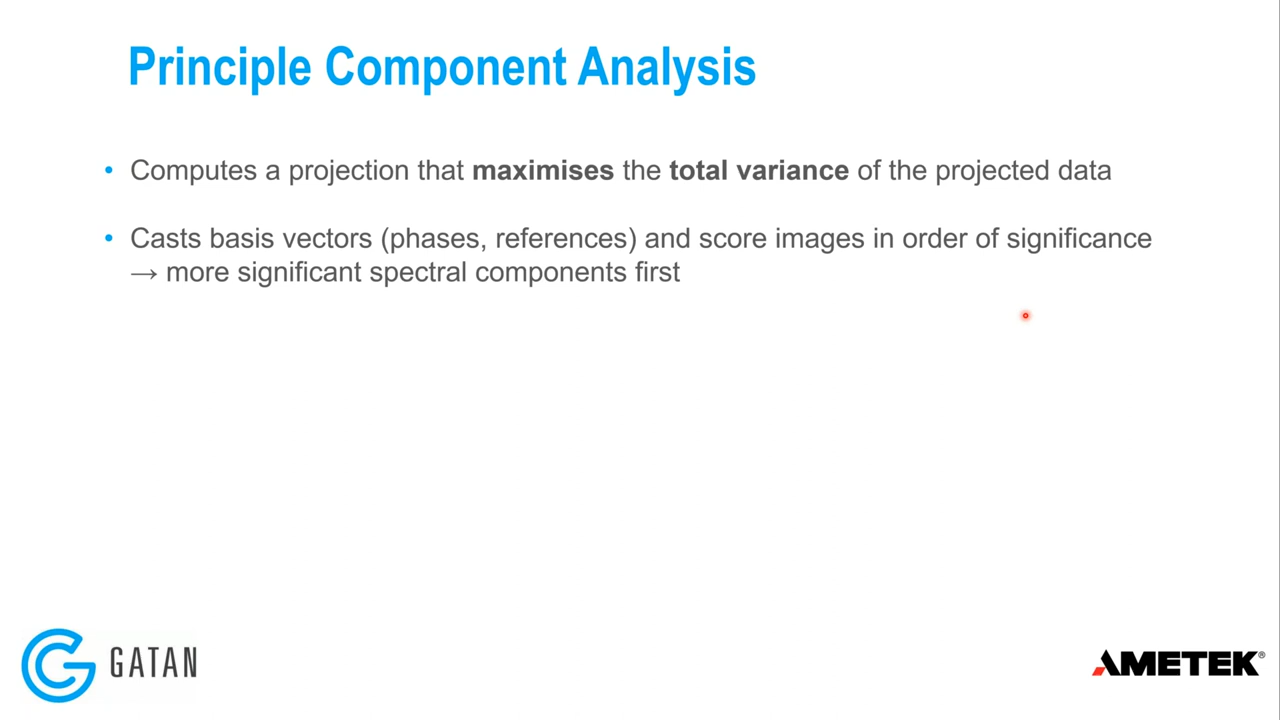 Principle Component Analysis
• Computes a projection that maximises the total variance of the projected data
• Casts basis vectors (phases, references) and score images in order of significance
→ more significant spectral components first
GATAN
AMETEK®